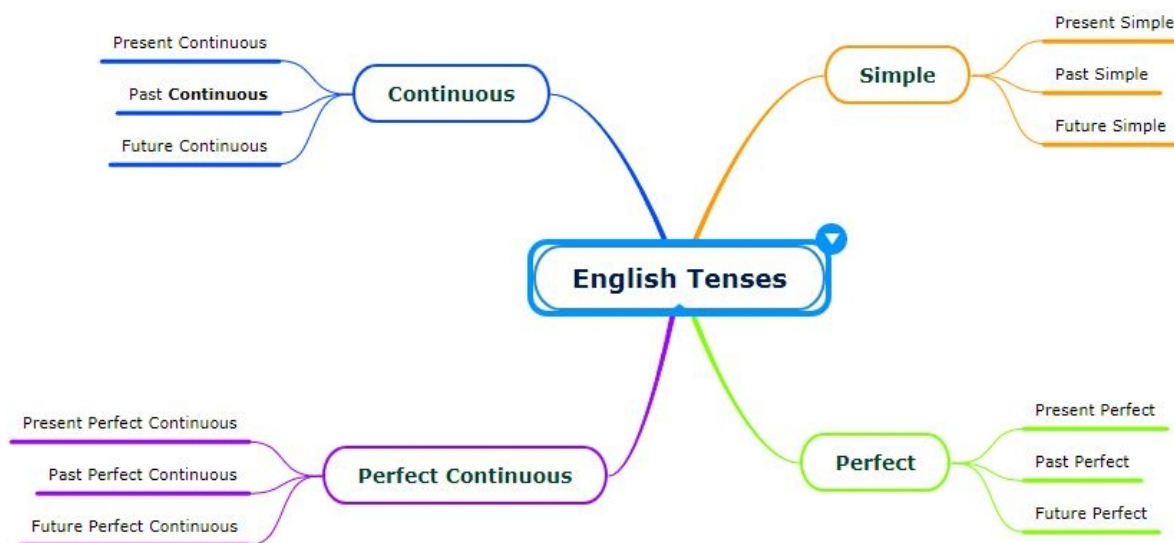 Present Continuous
Past Continuous
Future Continuous
Continuous
Simple
Present Simple
Past Simple
Future Simple
English Tenses
Present Perfect Continuous
Past Perfect Continuous
Future Perfect Continuous
Perfect Continuous
Perfect
Present Perfect
Past Perfect
Future Perfect